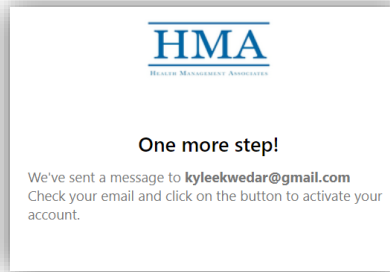 HMA
HEALTH MANAGEMENT ASSOCIATES
One more step!
We've sent a message to kyleekwedar@gmail.com
Check your email and click on the button to activate your
account.